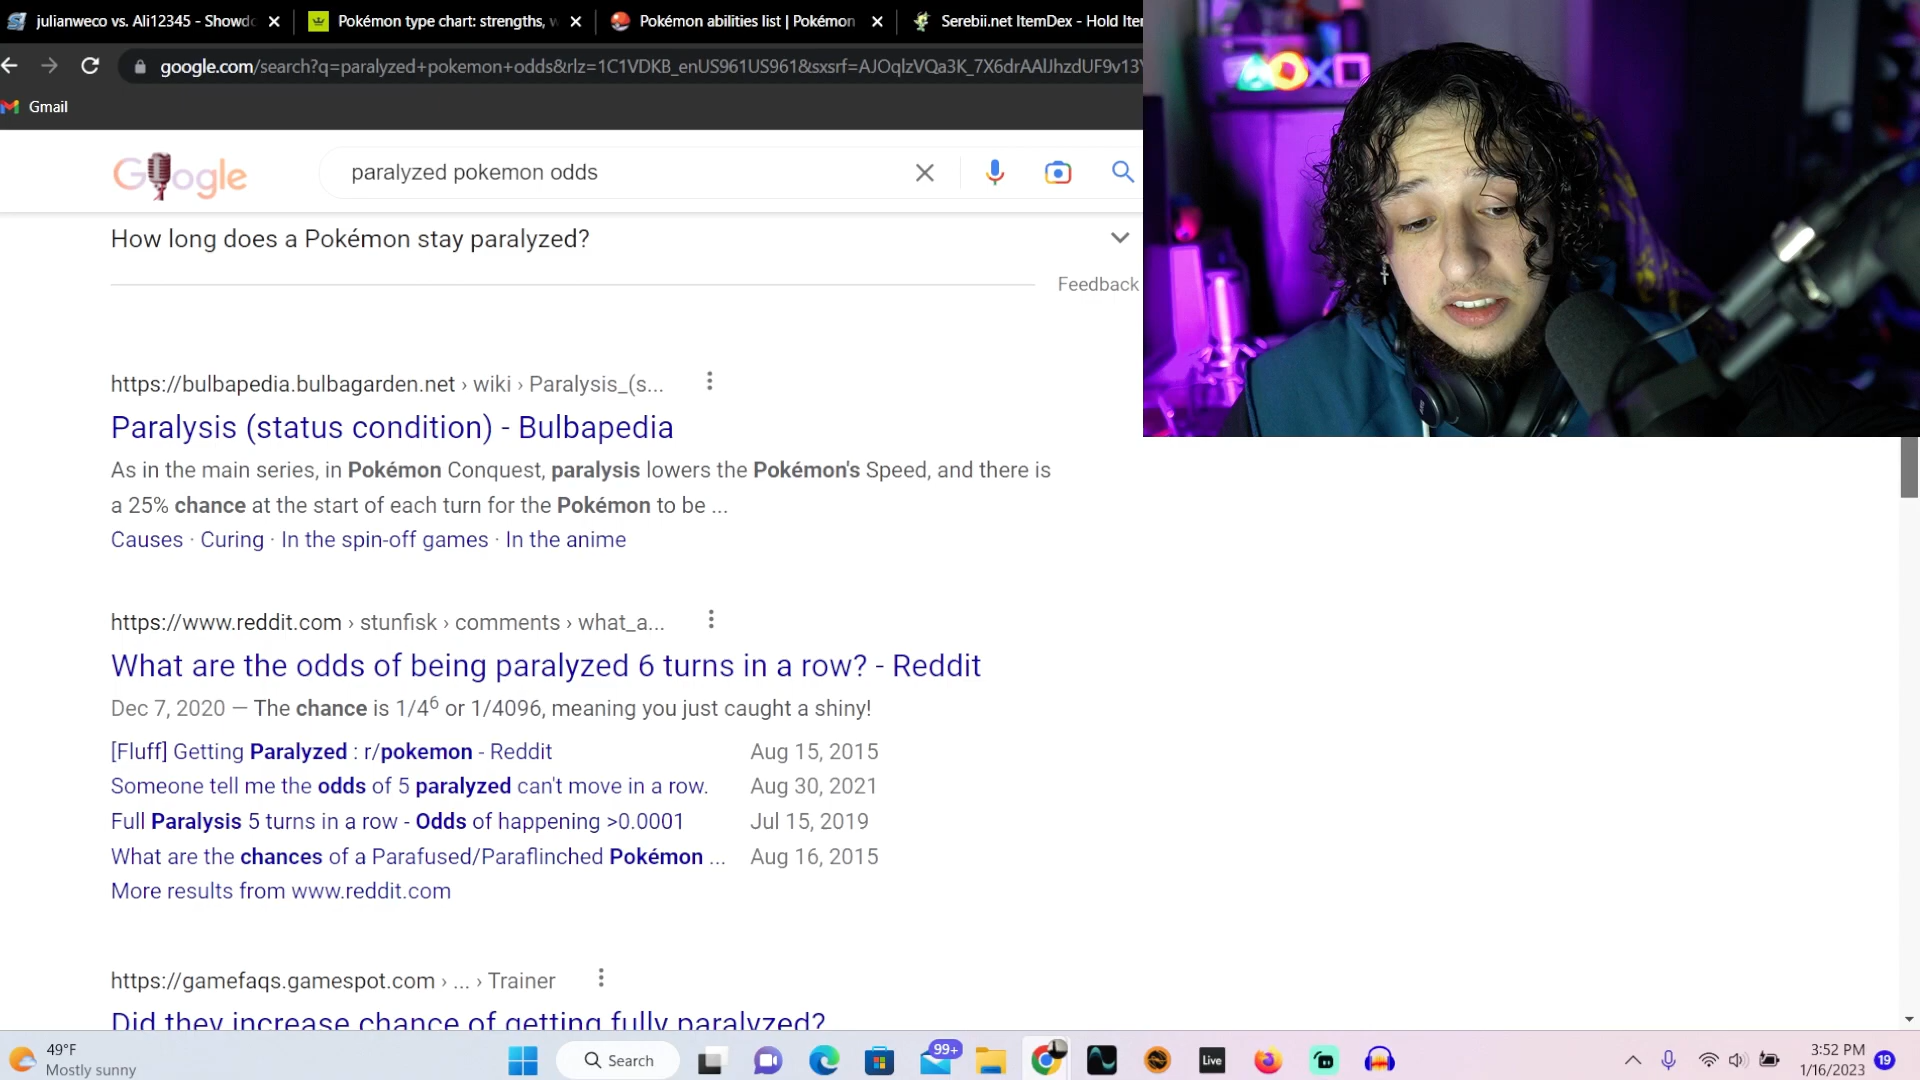 julianweco vs. Ali12345 - Showdo
Pokémon type chart: strengths, w
Pokémon abilities list | Pokémon
Serebii.net ItemDex - Hold Iter
google.com/search?q=paralyzed+pokemon+odds&rlz=1C1VDKB_enUS961US961&sxsrf=AJOqlzVQa3K_7X6drAAlJhzdUF9v13Y
Gmail
Google
paralyzed pokemon odds
How long does a Pokémon stay paralyzed?
Feedback
https://bulbapedia.bulbagarden.net › wiki › Paralysis_(s...
Paralysis (status condition) - Bulbapedia
As in the main series, in Pokémon Conquest, paralysis lowers the Pokémon's Speed, and there is
a 25% chance at the start of each turn for the Pokémon to be ...
Causes · Curing · In the spin-off games · In the anime
https://www.reddit.com › stunfisk › comments › what_a...
What are the odds of being paralyzed 6 turns in a row? - Reddit
Dec 7, 2020 — The chance is 1/4⁶ or 1/4096, meaning you just caught a shiny!
[Fluff] Getting Paralyzed : r/pokemon - Reddit Aug 15, 2015
Someone tell me the odds of 5 paralyzed can't move in a row. Aug 30, 2021
Full Paralysis 5 turns in a row - Odds of happening >0.0001 Jul 15, 2019
What are the chances of a Parafused/Paraflinched Pokémon ... Aug 16, 2015
More results from www.reddit.com
https://gamefaqs.gamespot.com › ... › Trainer
Did they increase chance of getting fully paralyzed?
49°F
Mostly sunny
Search
99+
Live
3:52 PM
1/16/2023
19